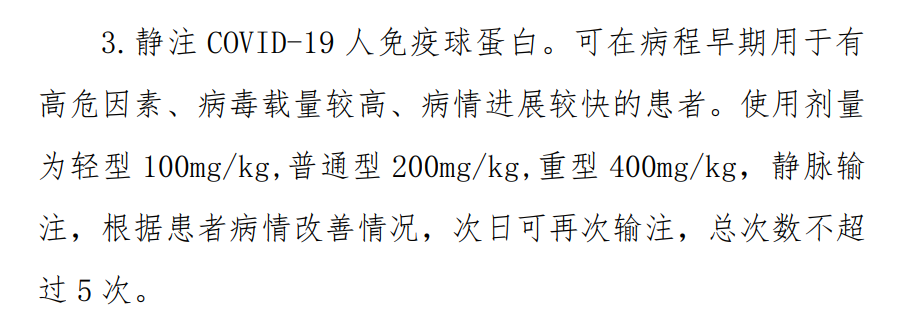 3.静注 COVID-19 人免疫球蛋白。可在病程早期用于有
高危因素、病毒载量较高、病情进展较快的患者。使用剂量
为轻型 100mg/kg,普通型 200mg/kg,重型 400mg/kg，静脉输
注，根据患者病情改善情况，次日可再次输注，总次数不超
过 5 次。